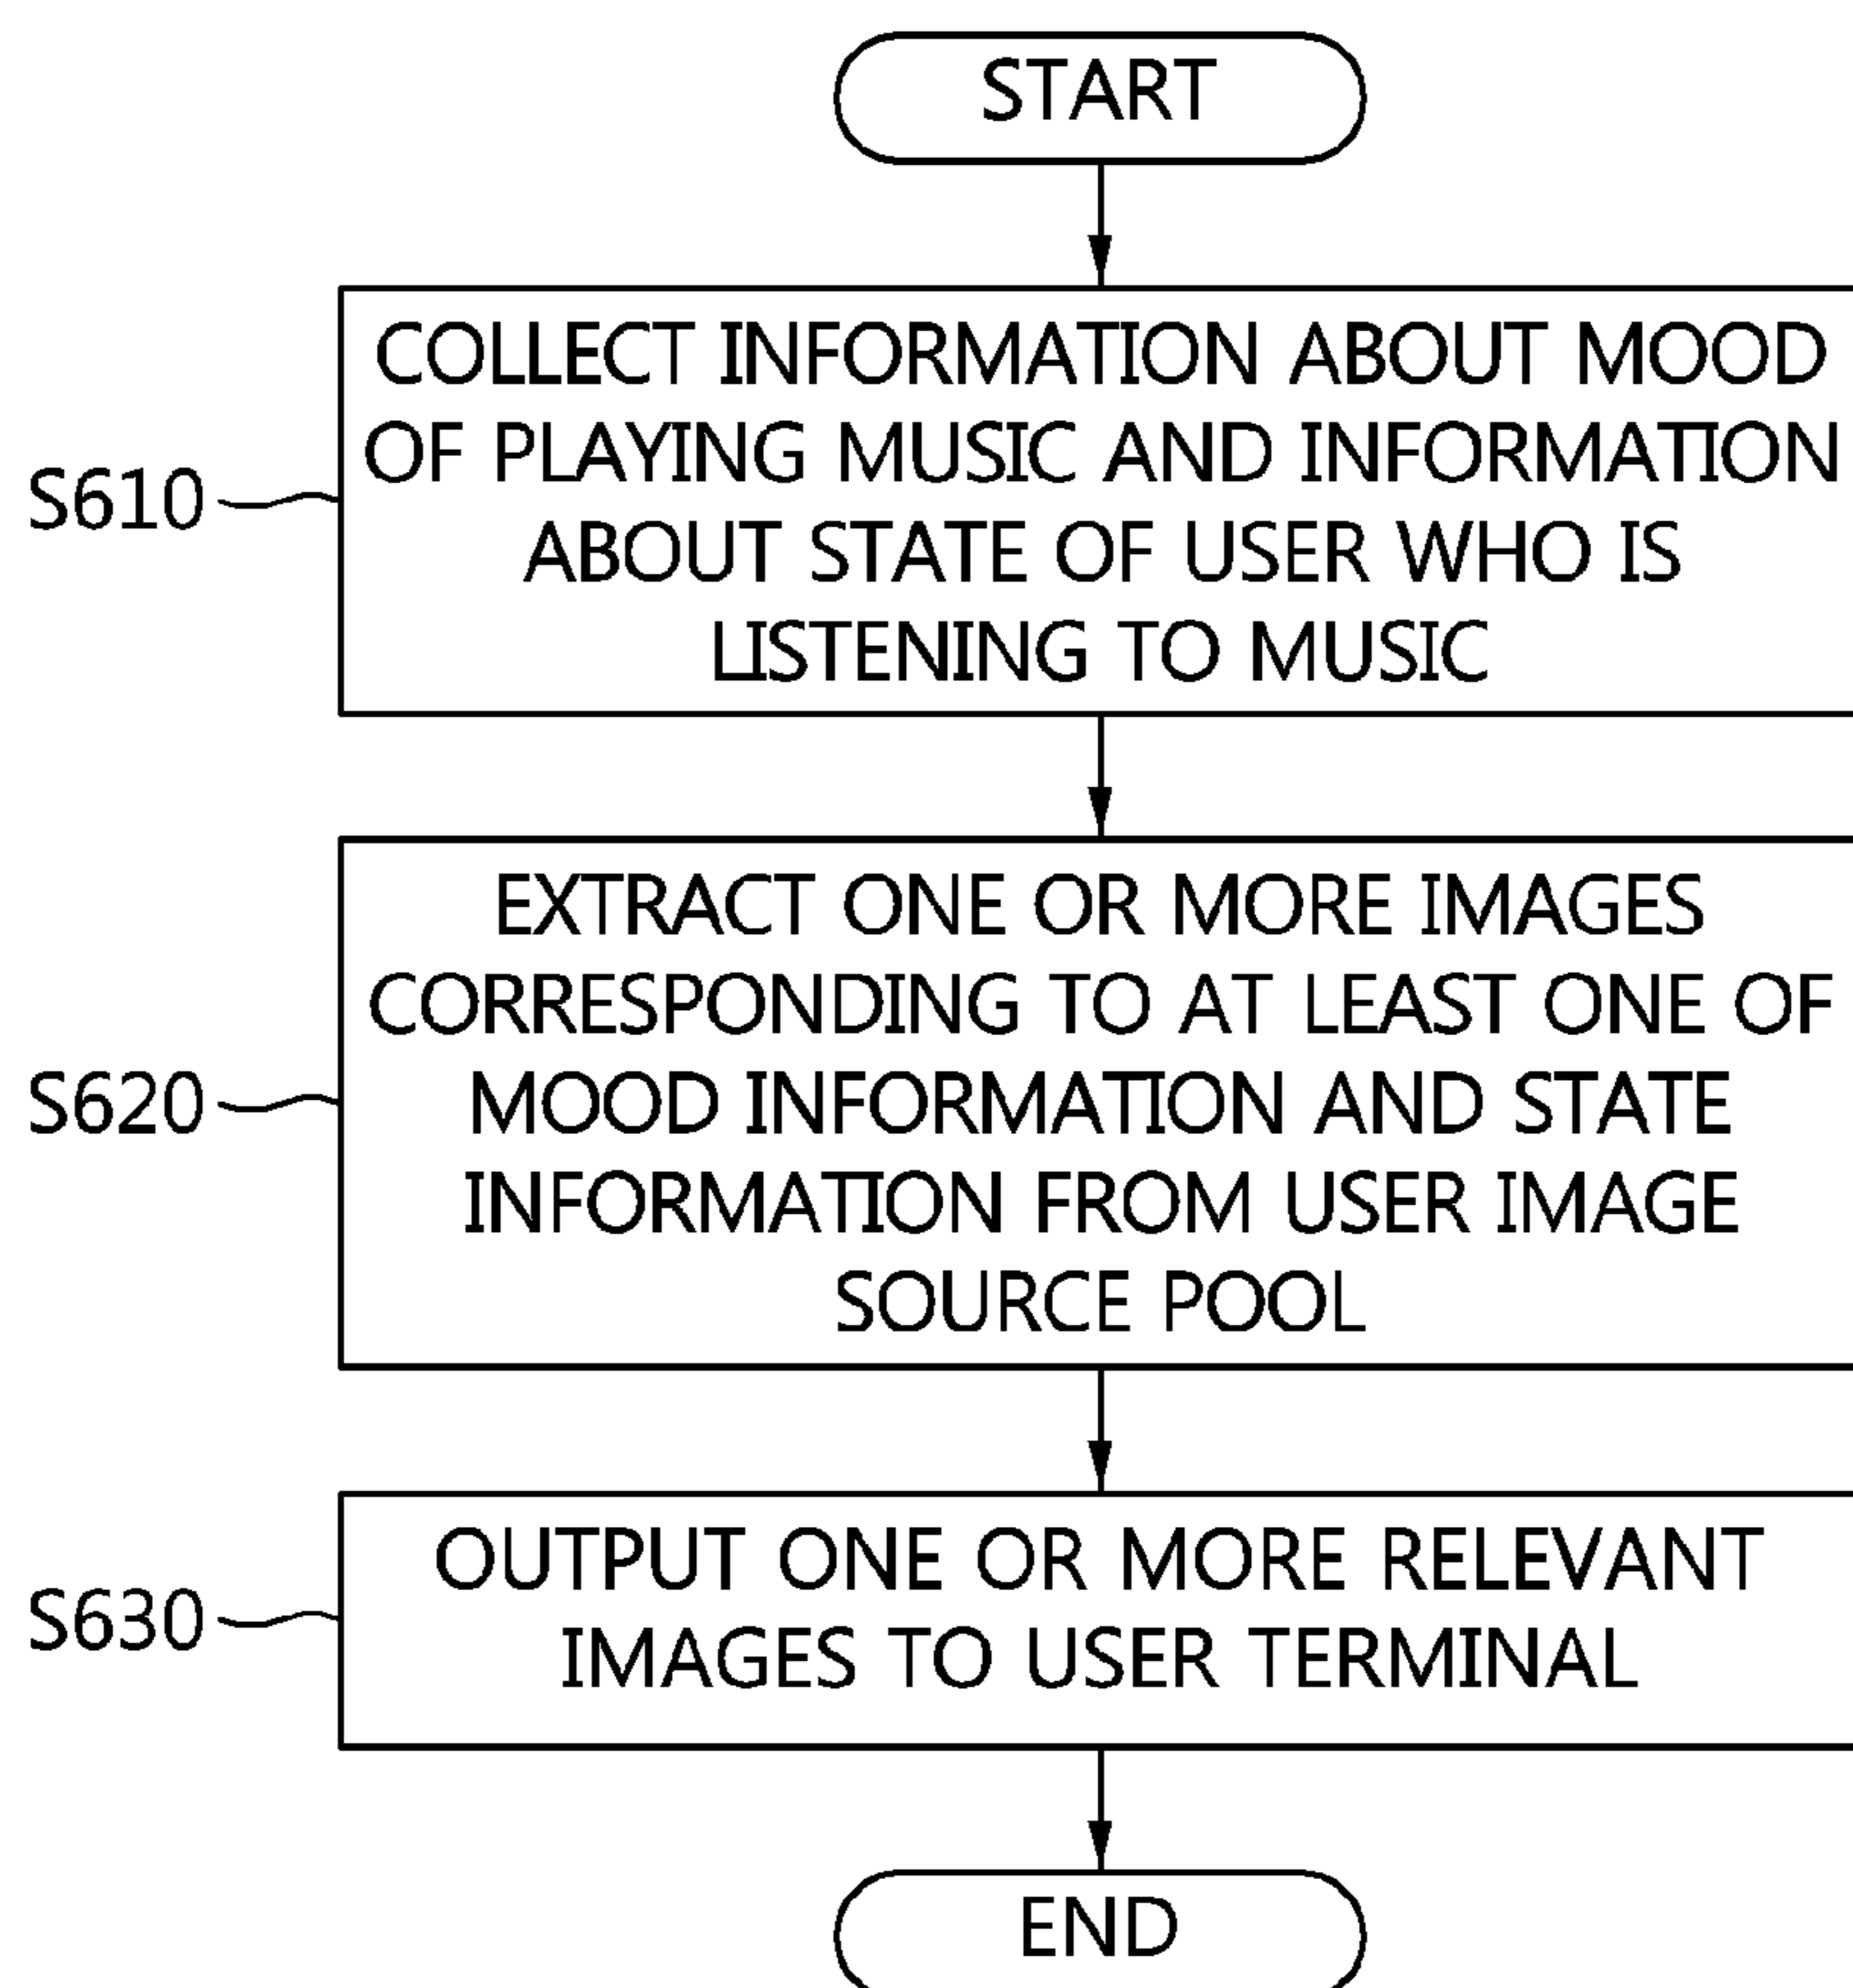 START
COLLECT INFORMATION ABOUT MOOD
OF PLAYING MUSIC AND INFORMATION
ABOUT STATE OF USER WHO IS
LISTENING TO MUSIC
S610
EXTRACT ONE OR MORE IMAGES
CORRESPONDING TO AT LEAST ONE OF
MOOD INFORMATION AND STATE
INFORMATION FROM USER IMAGE
SOURCE POOL
S620
OUTPUT ONE OR MORE RELEVANT
IMAGES TO USER TERMINAL
S630
END